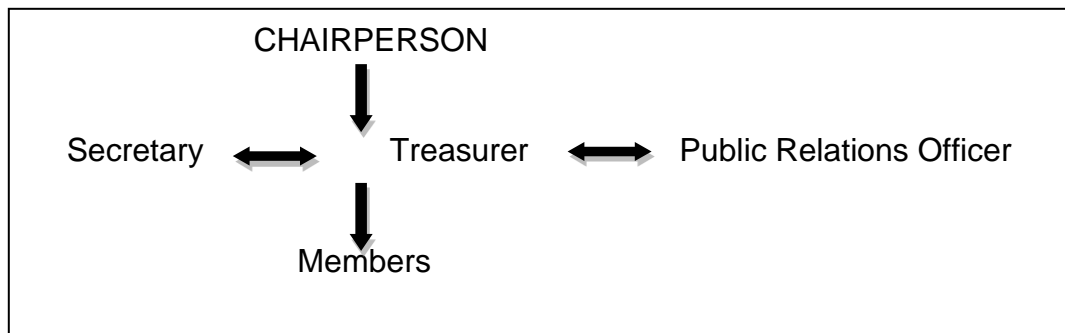 CHAIRPERSON
Secretary Treasurer Public Relations Officer
Members